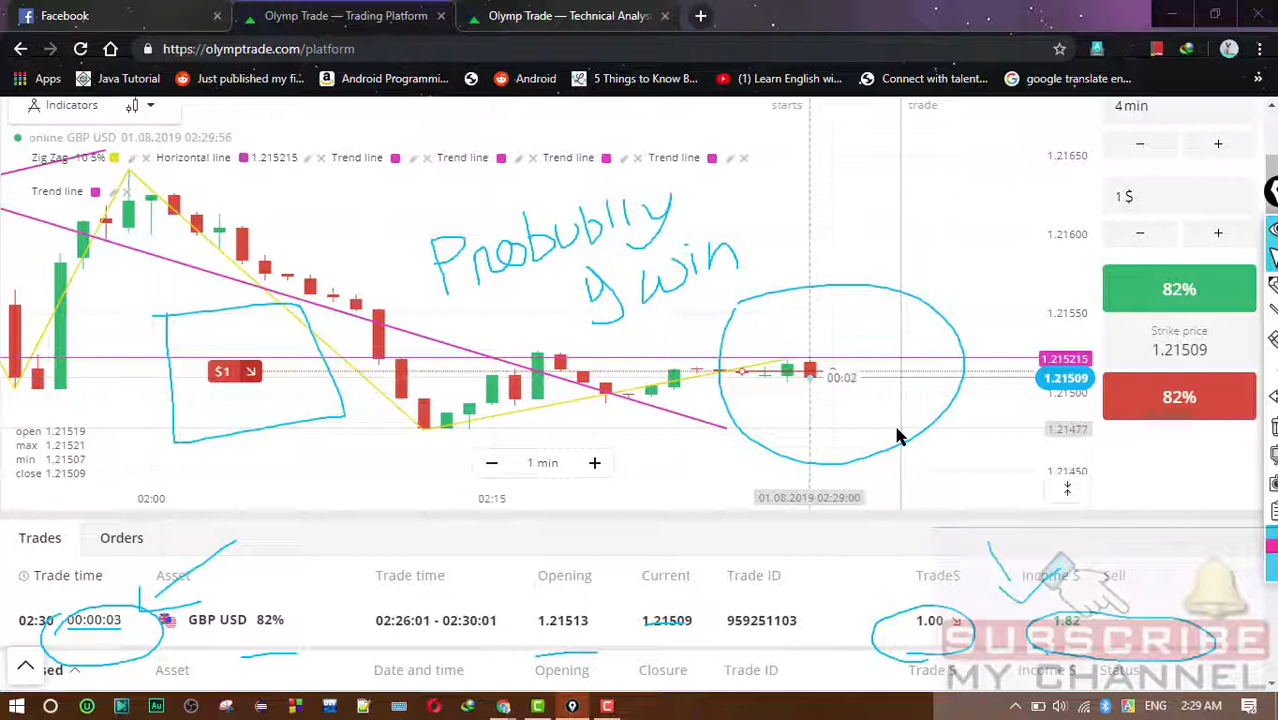 Facebook
Olymp Trade — Trading Platform
Olymp Trade — Technical Analys
https://olymptrade.com/platform
Apps
Java Tutorial
Just published my fi...
Android Programmi...
Android
5 Things to Know B...
(1) Learn English wi...
Connect with talent...
google translate en...
Indicators
starts
trade
4 min
online GBP USD 01.08.2019 02:29:56
1.21650
Zig Zag 10 5%
Horizontal line
1.215215
Trend line
Trend line
Trend line
Trend line
Trend line
1 $
1.21600
Proobublly
y win
82%
1.21550
Strike price
1.21509
1.215215
$1
00:02
1.21509
1.21500
82%
1.21477
open 1.21519
max 1.21521
min 1.21507
close 1.21509
1 min
1.21450
02:00
02:15
01.08.2019 02:29:00
Trades
Orders
Trade time
Asset
Trade time
Opening
Current
Trade ID
Trade $
Income $
Sell
02:30
00:00:03
GBP USD
82%
02:26:01 - 02:30:01
1.21513
1.21509
959251103
1.00
1.82
SUBSCRIBE
MY CHANNEL
Asset
Date and time
Opening
Closure
Trade ID
Trade $
Income $
Status
ENG
2:29 AM